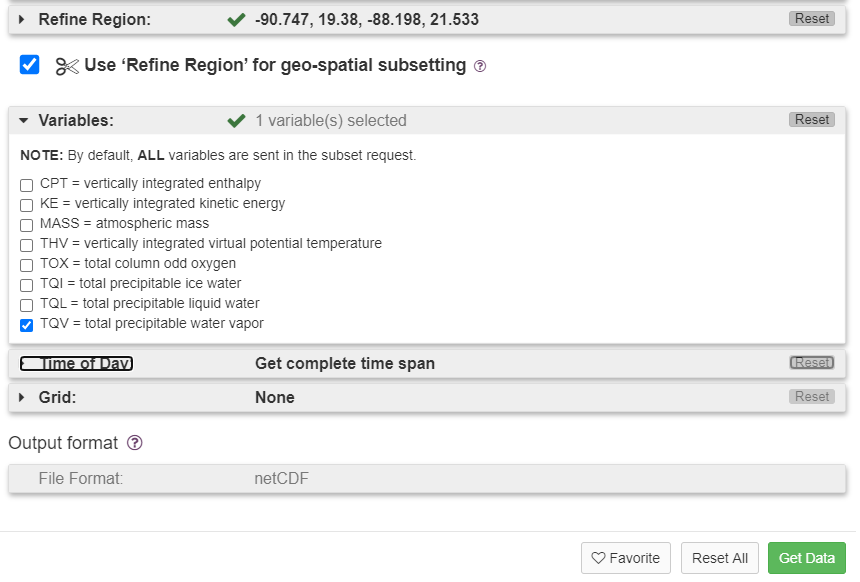 Refine Region: -90.747, 19.38, -88.198, 21.533 Reset
Use ‘Refine Region’ for geo-spatial subsetting ?
Variables: 1 variable(s) selected Reset
NOTE: By default, ALL variables are sent in the subset request.
CPT = vertically integrated enthalpy
KE = vertically integrated kinetic energy
MASS = atmospheric mass
THV = vertically integrated virtual potential temperature
TOX = total column odd oxygen
TQI = total precipitable ice water
TQL = total precipitable liquid water
TQV = total precipitable water vapor
Time of Day: Get complete time span Reset
Grid: None Reset
Output format ?
File Format: netCDF
Favorite Reset All Get Data